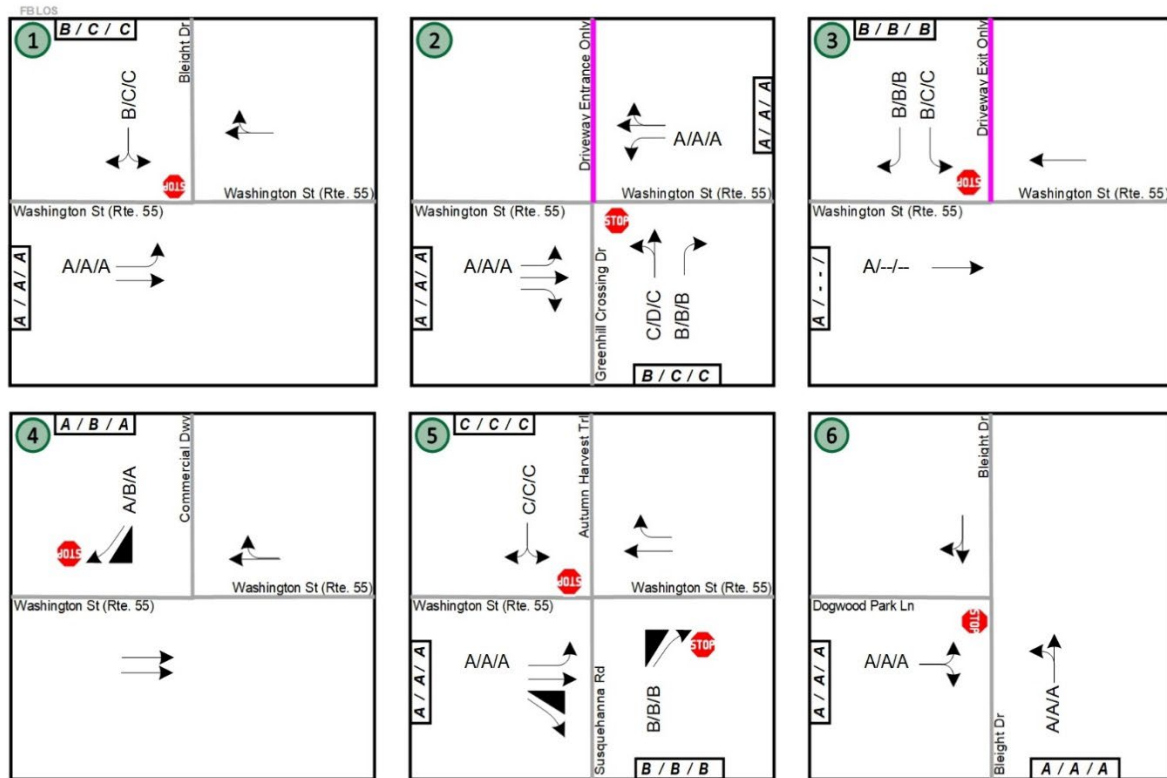 FB LOS
1
B / C / C
Bleight Dr
B/C/C
STOP
Washington St (Rte. 55)
Washington St (Rte. 55)
A/A/A
A / A / A
2
Driveway Entrance Only
A/A/A
A / A / A
Washington St (Rte. 55)
Washington St (Rte. 55)
STOP
A/A/A
A / A / A
Greenhill Crossing Dr
C/D/C
B/B/B
B / C / C
3
B / B / B
Driveway Exit Only
B/B/B
B/C/C
STOP
Washington St (Rte. 55)
Washington St (Rte. 55)
A/--/--
A / - - /
4
A / B / A
Commercial Dwy
A/B/A
STOP
Washington St (Rte. 55)
Washington St (Rte. 55)
5
C / C / C
Autumn Harvest Trl
C/C/C
STOP
Washington St (Rte. 55)
Washington St (Rte. 55)
A/A/A
A / A / A
Susquehanna Rd
STOP
B/B/B
B / B / B
6
Bleight Dr
Dogwood Park Ln
STOP
A/A/A
A / A / A
Bleight Dr
A/A/A
A / A / A